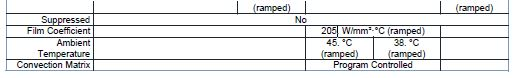 (ramped) (ramped)
Suppressed No
Film Coefficient 205 W/mm²·°C (ramped)
Ambient 45. °C 38. °C
Temperature (ramped) (ramped)
Convection Matrix Program Controlled